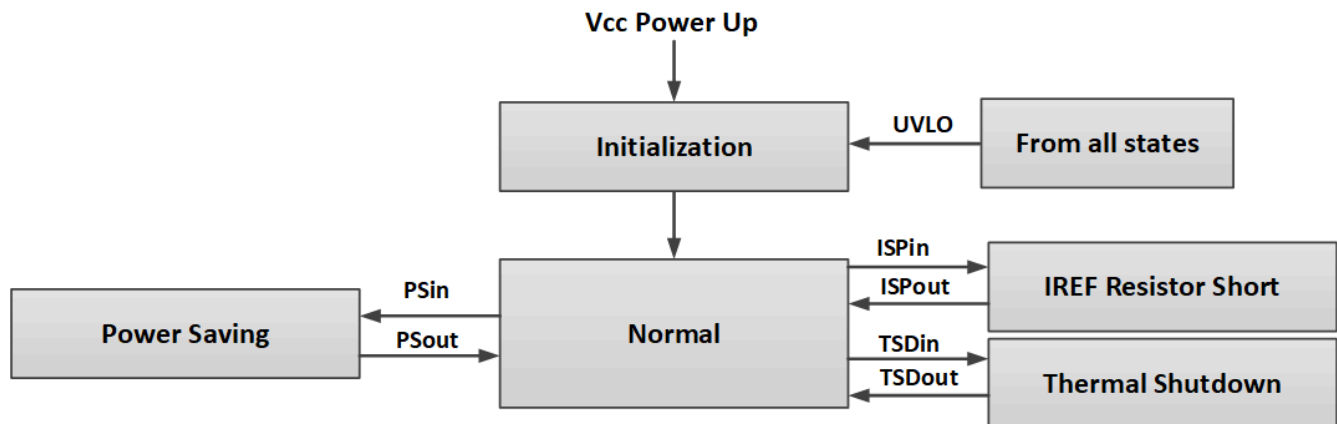 Vcc Power Up
Initialization
UVLO
From all states
ISPin
ISPout
IREF Resistor Short
PSin
PSout
Power Saving
Normal
TSDin
TSDout
Thermal Shutdown